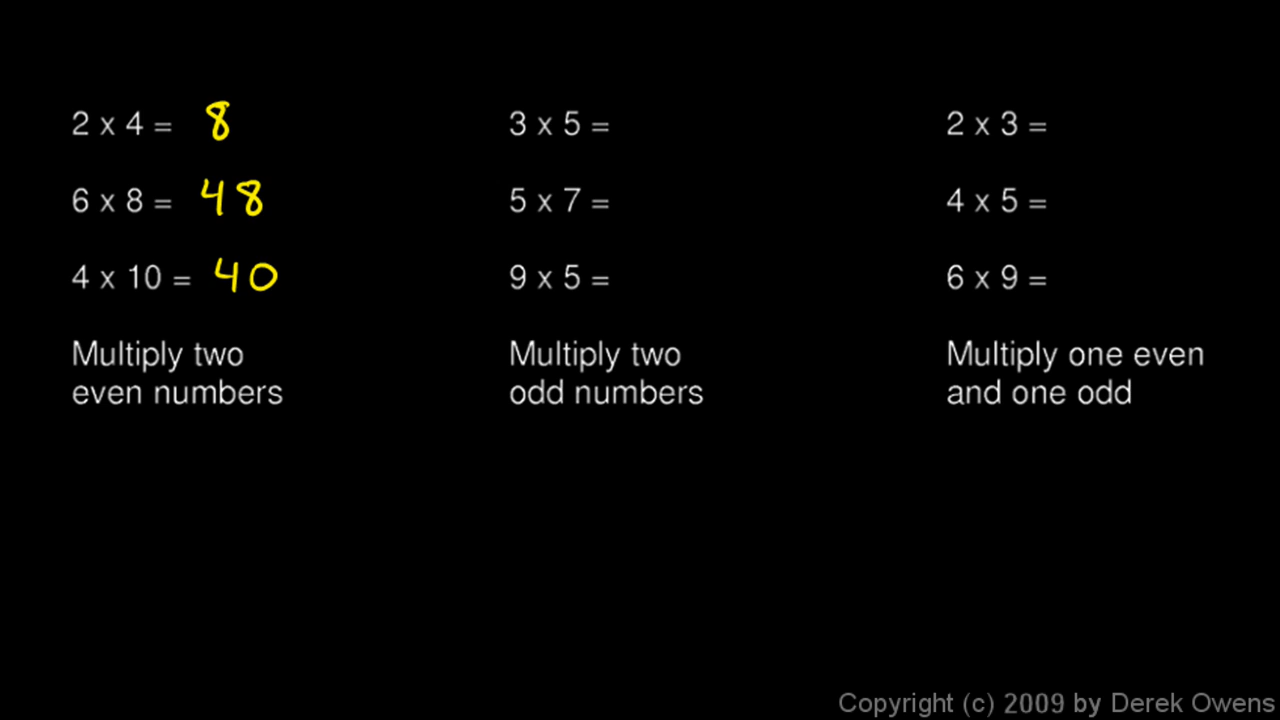 2 x 4 = 8
6 x 8 = 48
4 x 10 = 40
Multiply two
even numbers
3 x 5 =
5 x 7 =
9 x 5 =
Multiply two
odd numbers
2 x 3 =
4 x 5 =
6 x 9 =
Multiply one even
and one odd
Copyright (c) 2009 by Derek Owens